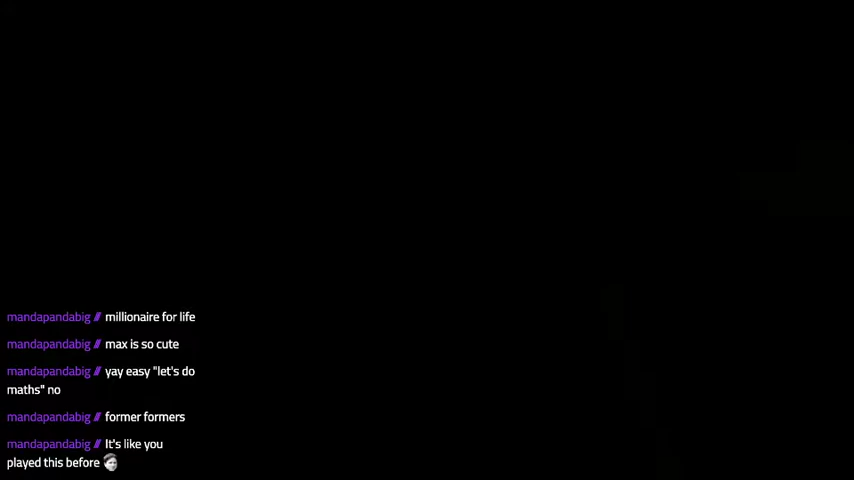 mandapandabig // millionaire for life
mandapandabig // max is so cute
mandapandabig // yay easy "let's do
maths" no
mandapandabig // former formers
mandapandabig // It's like you
played this before